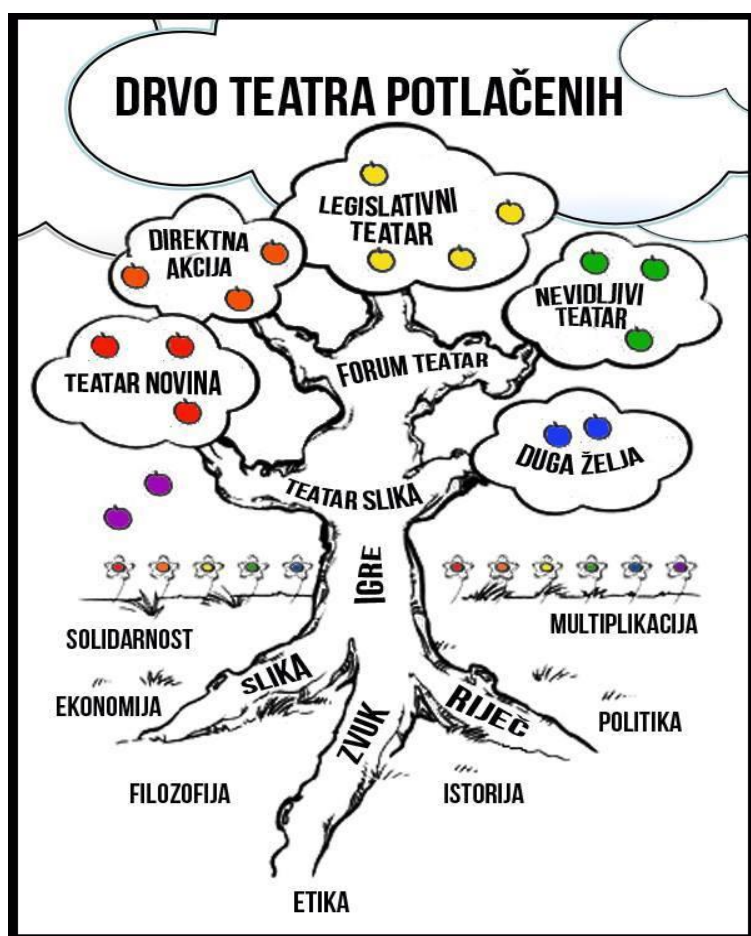 DRVO TEATRA POTLAČENIH
LEGISLATIVNI
TEATAR
DIREKTNA
AKCIJA
NEVIDLJIVI
TEATAR
FORUM TEATAR
TEATAR NOVINA
DUGA ŽELJA
TEATAR SLIKA
IGRE
SOLIDARNOST
MULTIPLIKACIJA
SLIKA
RIJEČ
EKONOMIJA
ZVUK
POLITIKA
FILOZOFIJA
ISTORIJA
ETIKA